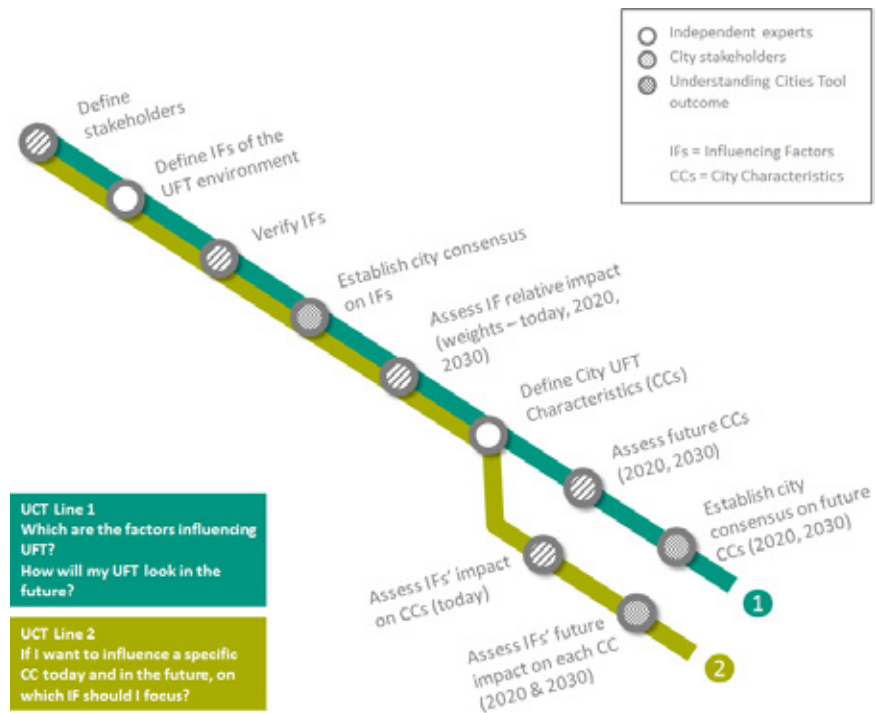 Independent experts
City stakeholders
Understanding Cities Tool
outcome
IFs = Influencing Factors
CCs = City Characteristics
Define
stakeholders
Define IFs of the
UFT environment
Verify IFs
Establish city consensus
on IFs
Assess IF relative impact
(weights – today, 2020,
2030)
Define City UFT
Characteristics (CCs)
Assess future CCs
(2020, 2030)
Establish city
consensus on future
CCs (2020, 2030)
1
Assess IFs' impact
on CCs (today)
Assess IFs' future
impact on each CC
(2020 & 2030)
2
UCT Line 1
Which are the factors influencing
UFT?
How will my UFT look in the
future?
UCT Line 2
If I want to influence a specific
CC today and in the future, on
which IF should I focus?